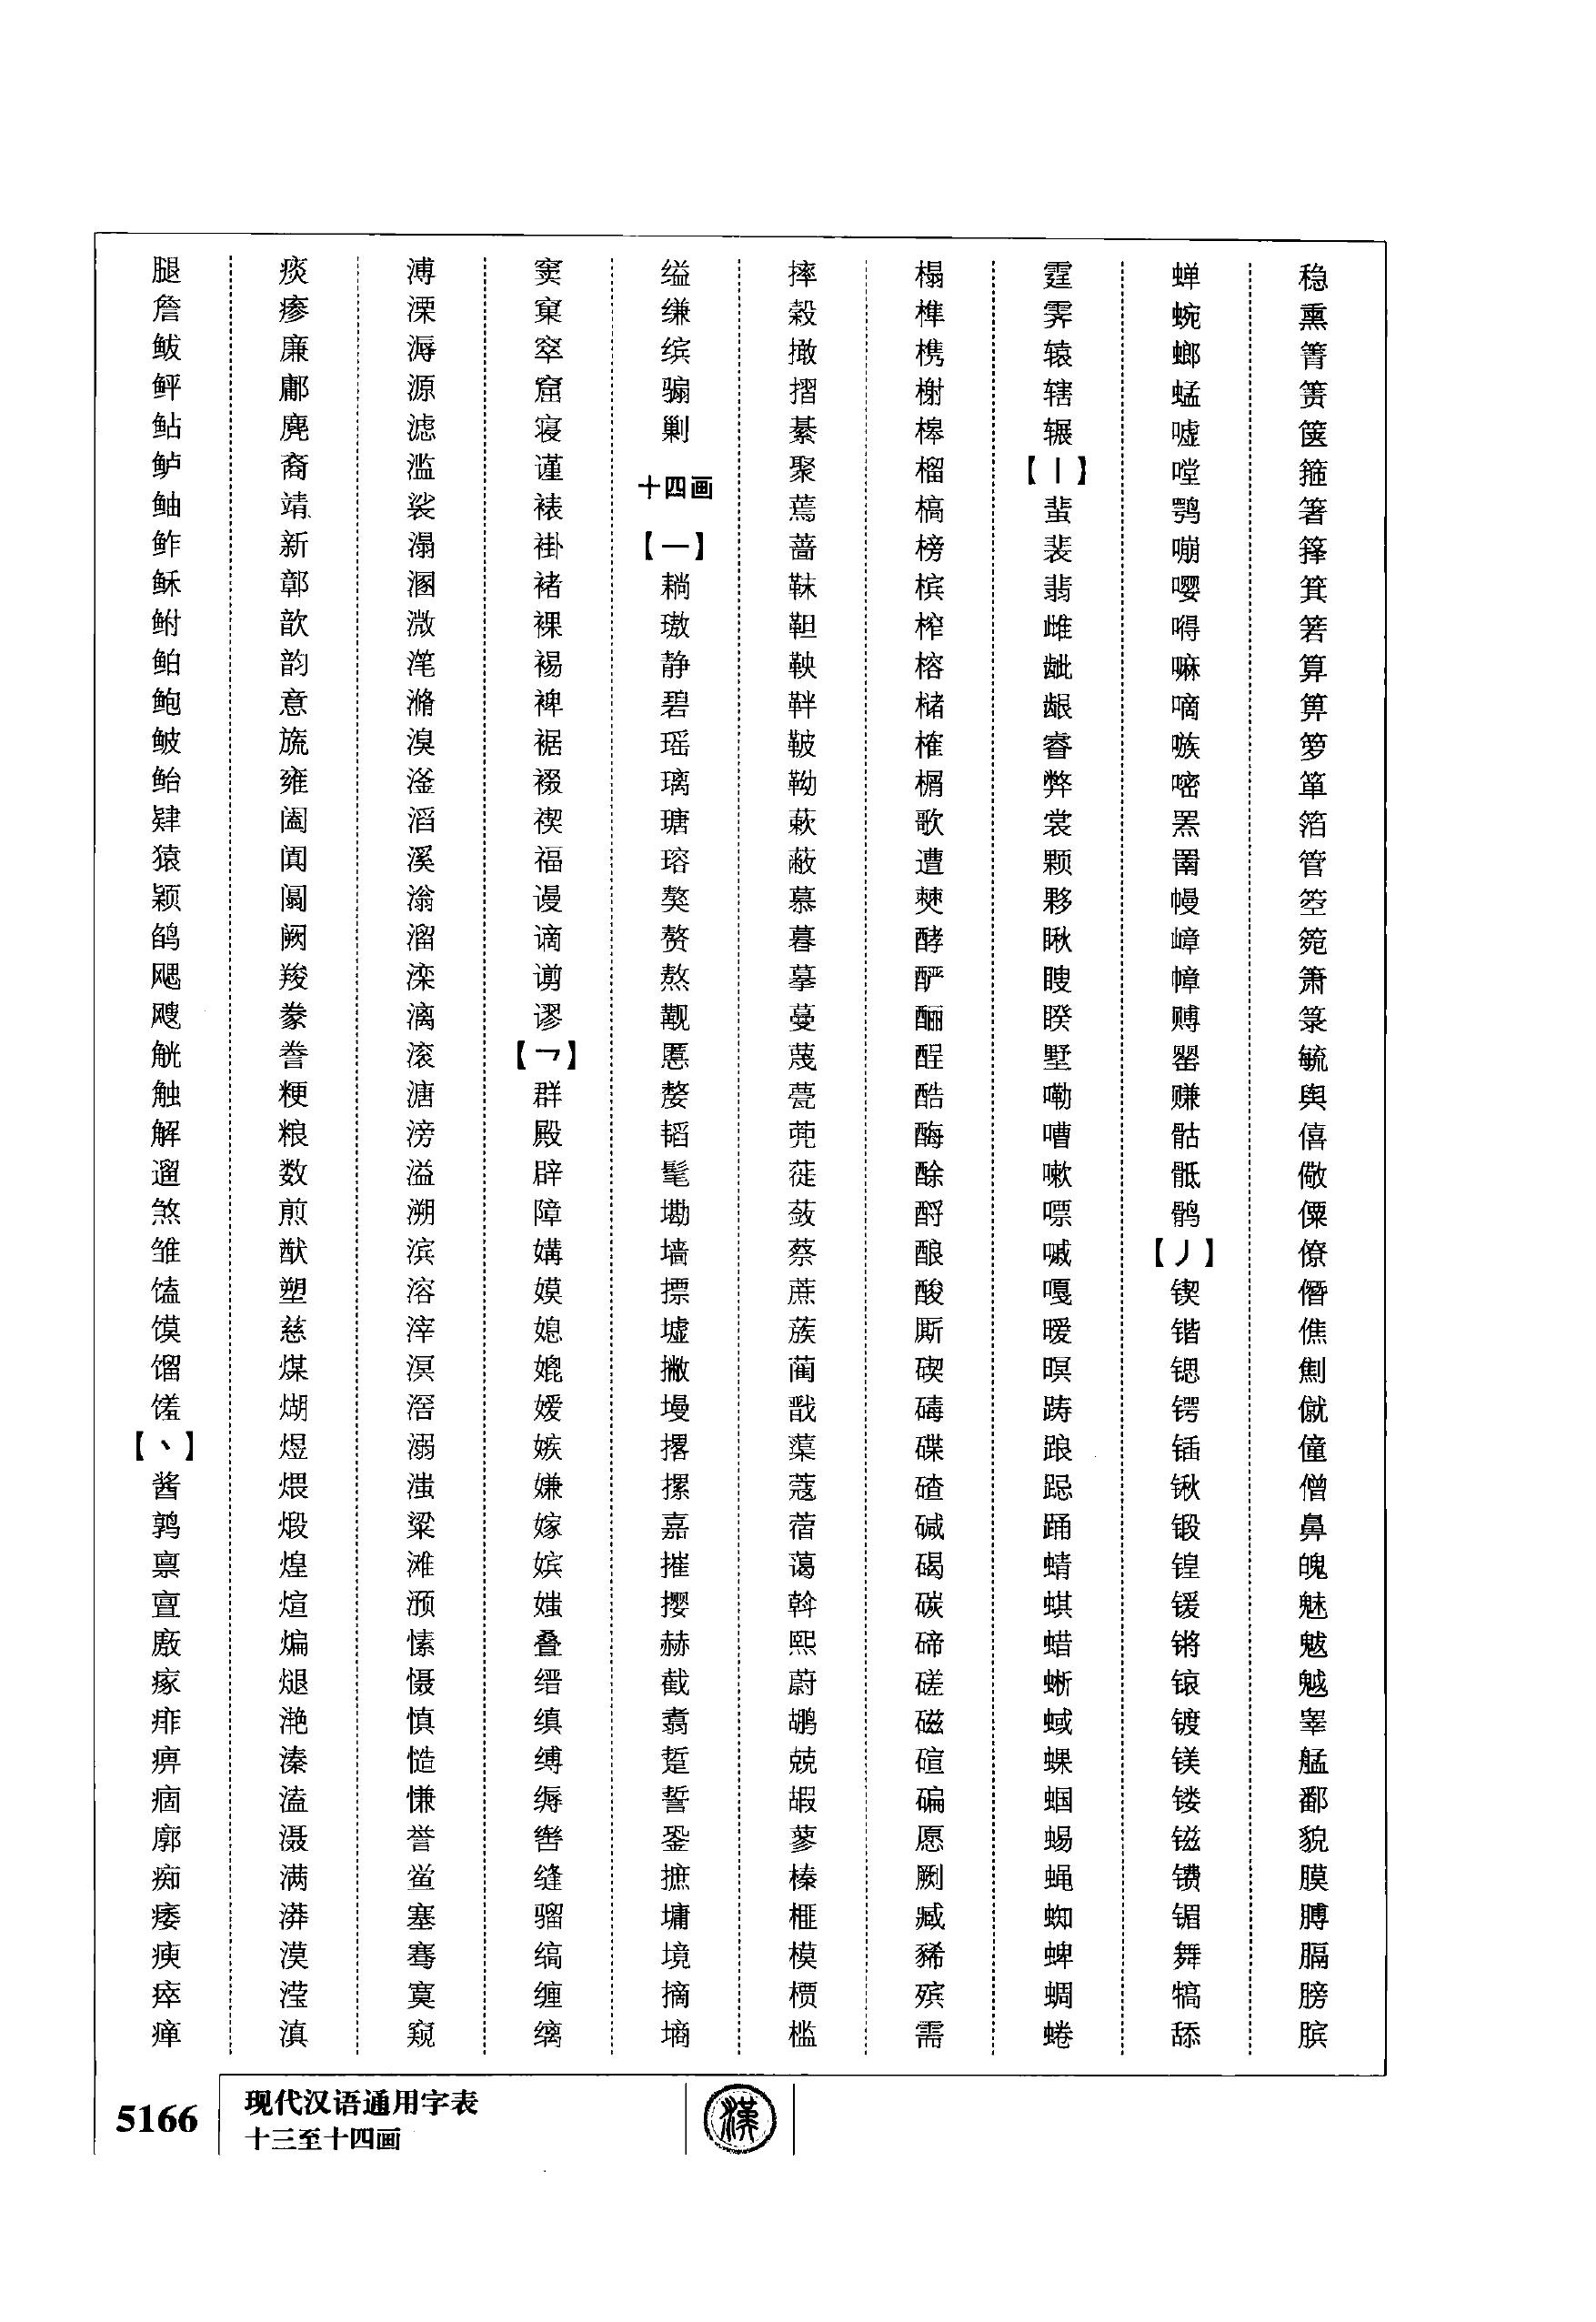 腿詹鲅鲆鲇鲈鲉鲊稣鲋鲌鲍鲏鲐肄猿颖鸹飔飕觥触解遛煞雏馌馍馏馐【丶】酱鹑禀亶廒瘃痱痹痼廓痴痿瘐瘁瘅
痰瘆廉鄘麂裔靖新鄣歆韵意旒雍阖阗阘阙羧豢誊粳粮数煎猷塑慈煤煳煜煨煅煌煊煸煺滟溱溘滠满漭漠滢滇
溥溧溽源滤滥裟溻溷溦滗滫溴滏滔溪滃溜滦漓滚溏滂溢溯滨溶滓溟滘溺滍粱滩滪愫慑慎慥慊誉鲎塞骞寞窥
窦窠窣窟寝谨裱褂褚裸裼裨裾裰禊福谩谪谫谬【乛】群殿辟障媾嫫媳媲嫒嫉嫌嫁嫔媸叠缙缜缚缛辔缝骝缟缠缡
缢缣缤骟剿
十四画
【一】耥璈静碧瑶璃瑭瑢獒赘熬觏慝嫠韬髦墈墙摽墟撇墁撂摞嘉摧撄赫截翥踅誓銎摭墉境摘墒
摔榖撖摺綦聚蔫蔷靺靼鞅靽鞁靿蔌蔽慕暮摹蔓蔑甍蔸蓰蔹蔡蔗蔟蔺戬蕖蔻蓿蔼斡熙蔚鹕兢嘏蓼榛榧模槚槛
榻榫槜榭槔榴槁榜槟榨榕槠榷榍歌遭僰酵酽酾酲酷酶酴酹酿酸厮碶碡碟碴碱碣碳碲磋磁碹碥愿劂臧豨殡需
霆霁辕辖辗【丨】蜚裴翡雌龇龈睿弊裳颗夥瞅瞍睽墅嘞嘈嗽嘌嘁嘎暧暝踌踉跽踊蜻蜞蜡蜥蜮蜾蝈蜴蝇蜘蜱蜩蜷
蝉蜿螂蜢嘘嘡鹗嘣嘤嘚嘛嘀嗾嘧罴罱幔嶂幛赙罂赚骷骶鹘【丿】锲锴锶锷锸锹锻锽锾锵锿镀镁镂镃镄镅舞犒舔
稳熏箐箦箧箍箸箨箕箬算箅箩箪箔管箜箢箫箓毓舆僖儆僳僚僭僬劁僦僮僧鼻魄魅魃魆睾艋鄱貌膜膊膈膀膑
5166
现代汉语通用字表
十三至十四画
漢